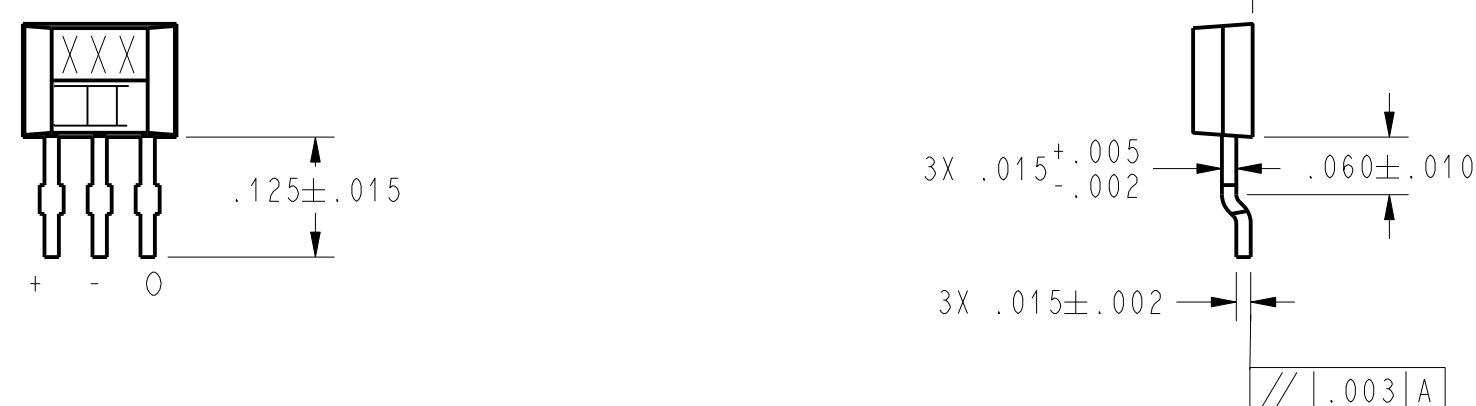 XXX
.125±.015
+ - O
3X .015 +.005 -.002
.060±.010
3X .015±.002
// .003 A